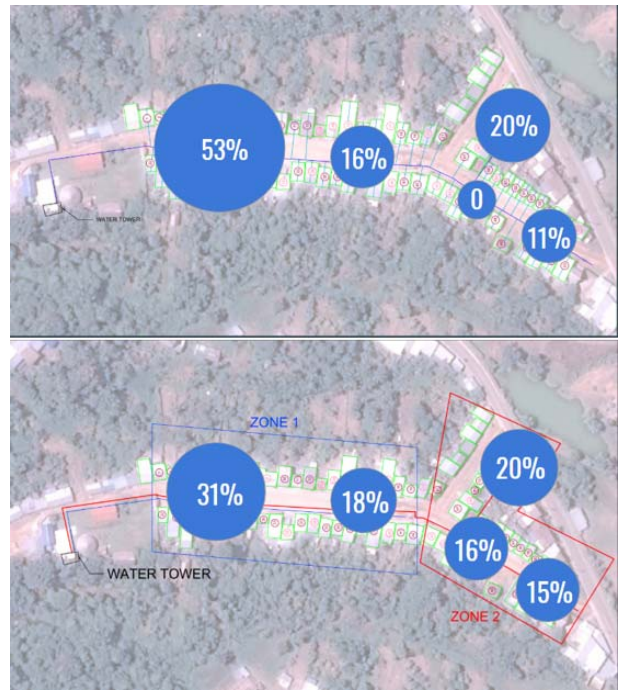 53%
16%
20%
0
11%
WATER TOWER
ZONE 1
31%
18%
20%
16%
15%
WATER TOWER
ZONE 2